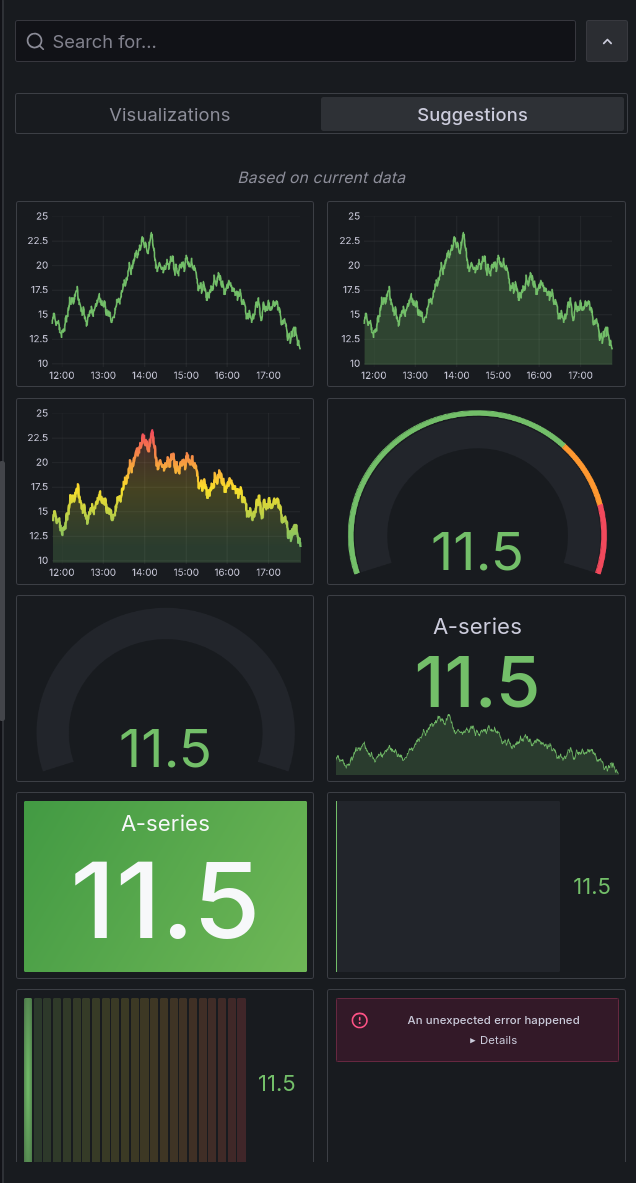 Search for...
Visualizations
Suggestions
Based on current data
25
22.5
20
17.5
15
12.5
10
12:00 13:00 14:00 15:00 16:00 17:00
25
22.5
20
17.5
15
12.5
10
12:00 13:00 14:00 15:00 16:00 17:00
25
22.5
20
17.5
15
12.5
10
12:00 13:00 14:00 15:00 16:00 17:00
11.5
11.5
A-series
11.5
A-series
11.5
11.5
11.5
An unexpected error happened
▸ Details